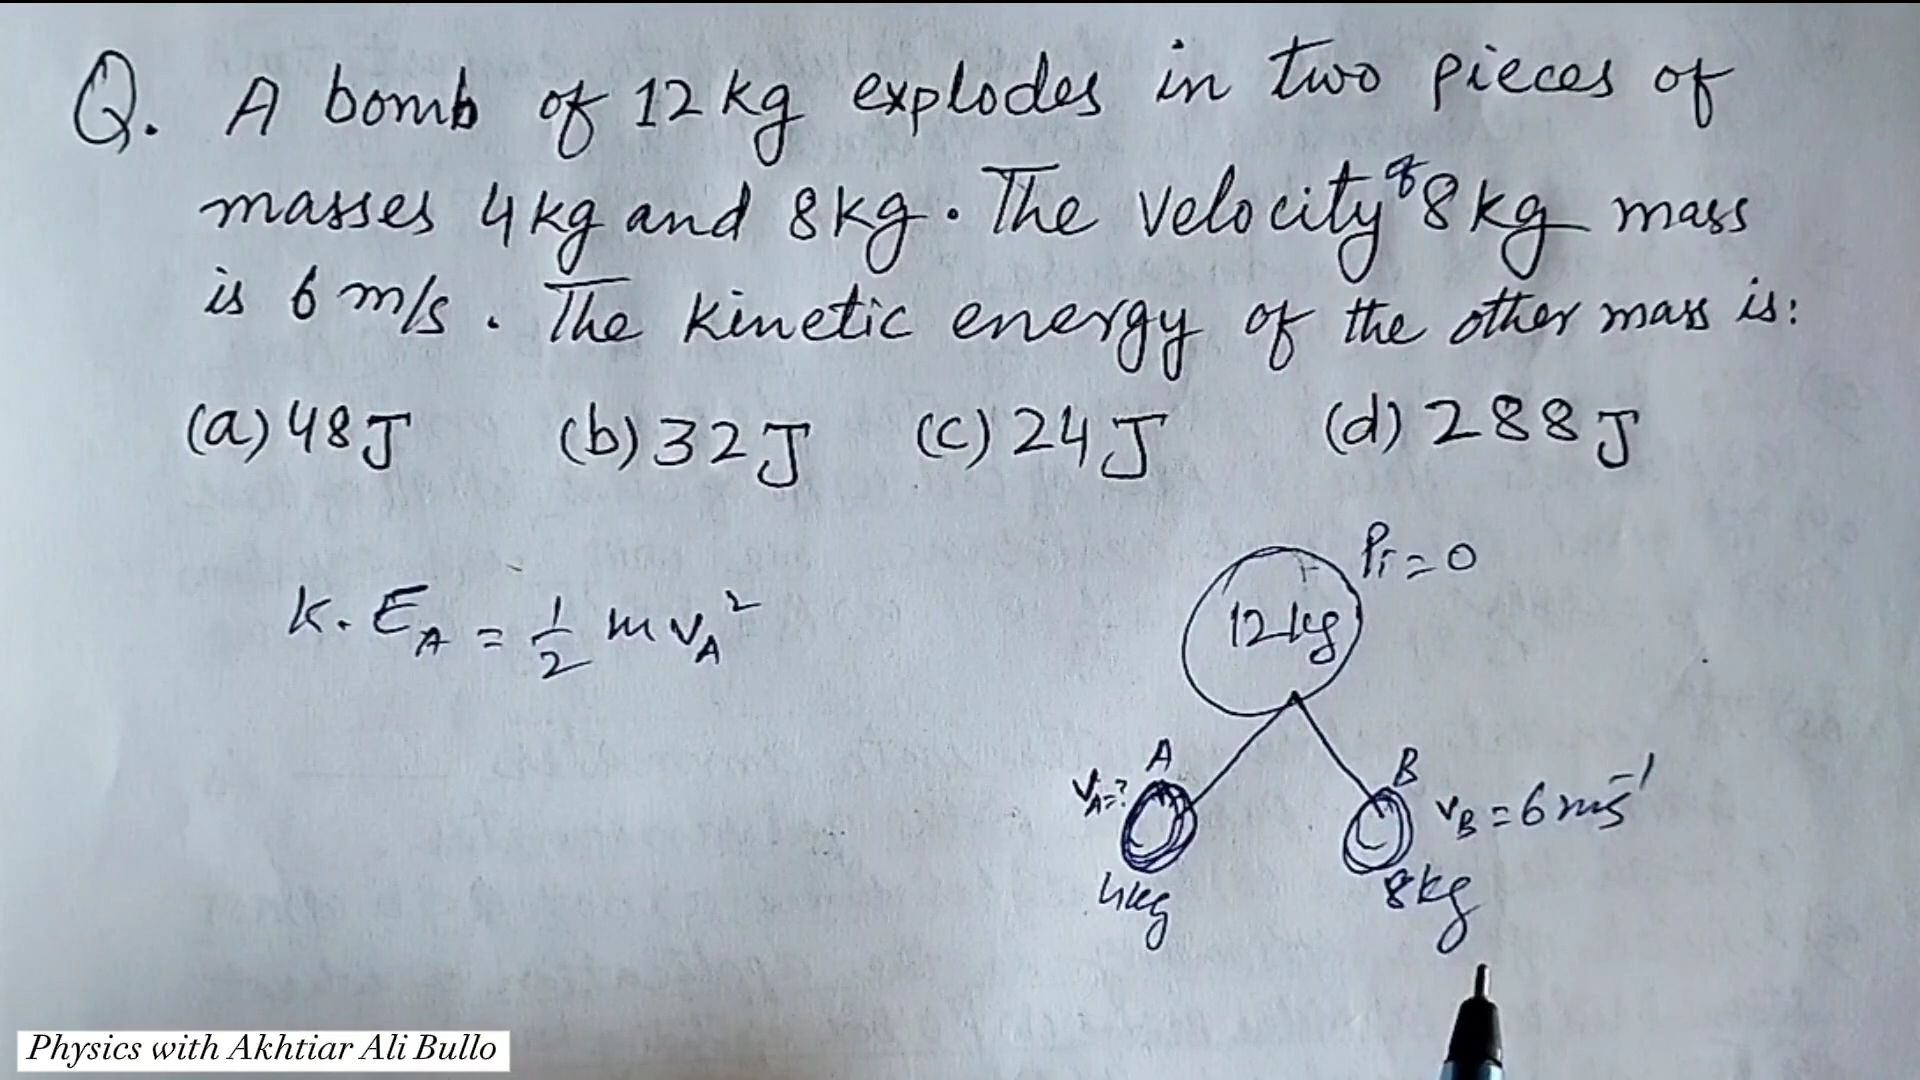 Q. A bomb of 12 kg explodes in two pieces of
masses 4 kg and 8 kg. The velocity of 8 kg mass
is 6 m/s. The kinetic energy of the other mass is:
(a) 48 J (b) 32 J (c) 24 J (d) 288 J
Pi = 0
12 kg
K.E_A = 1/2 m v_A^2
A
B
v_A = ?
v_B = 6 ms^-1
4kg
8kg
Physics with Akhtiar Ali Bullo